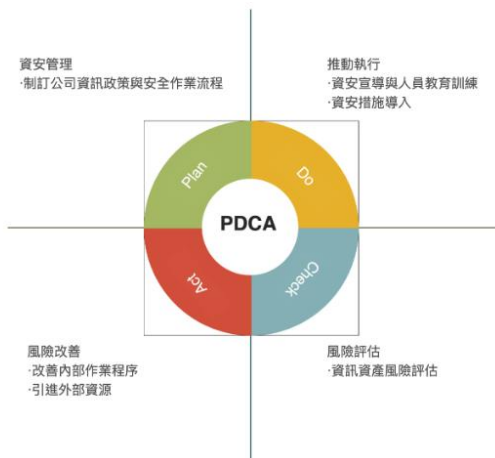 資安管理
·制訂公司資訊政策與安全作業流程
推動執行
·資安宣導與人員教育訓練
·資安措施導入
Plan
Do
PDCA
Act
Check
風險改善
·改善內部作業程序
·引進外部資源
風險評估
·資訊資產風險評估